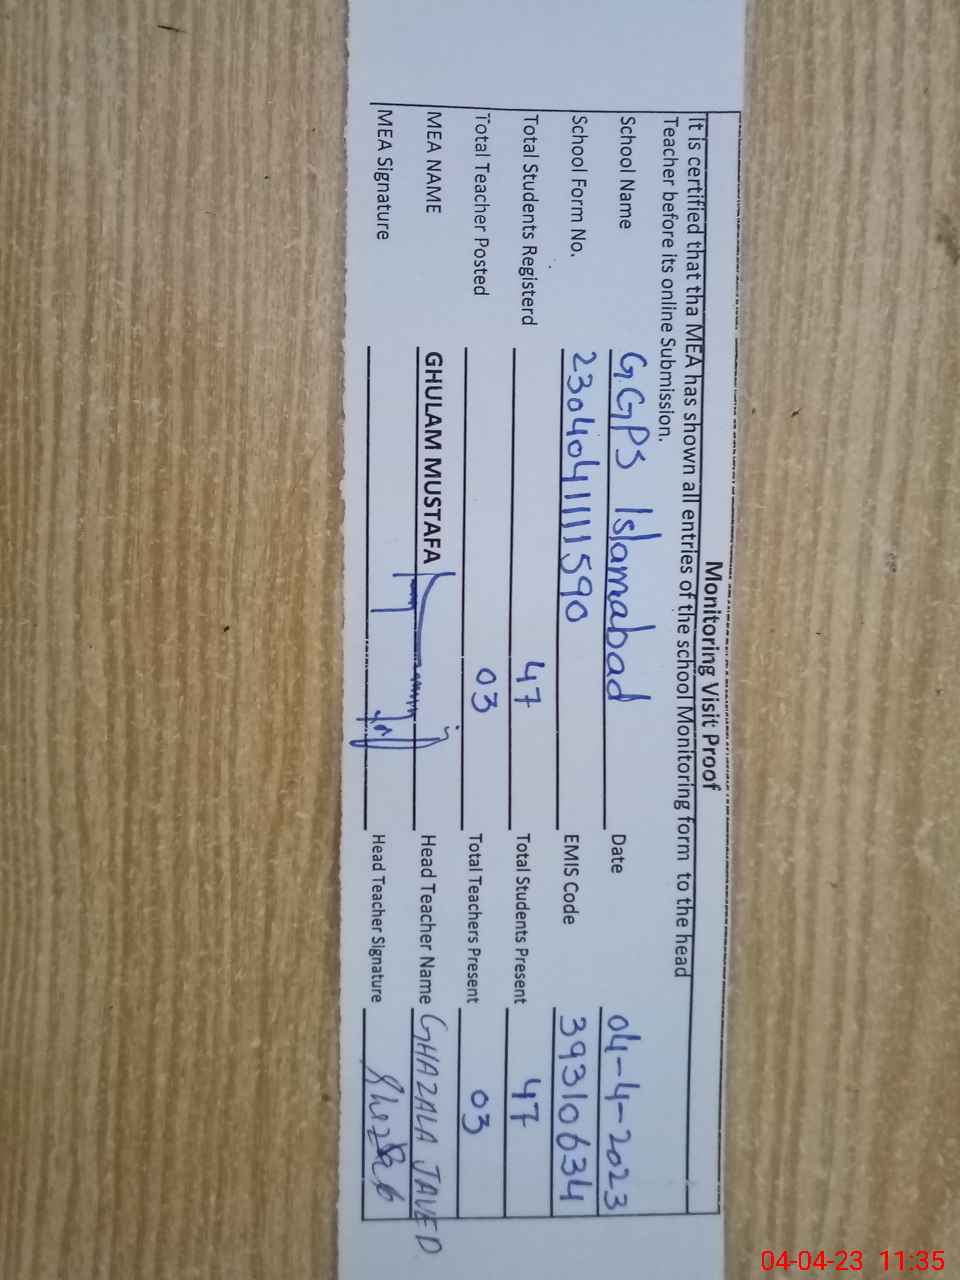 Monitoring Visit Proof
It is certified that tha MEA has shown all entries of the school Monitoring form to the head
Teacher before its online Submission.
School Name G.GPS Islamabad Date 04-4-2023
School Form No. 2304041111590 EMIS Code 39310634
Total Students Registerd 47 Total Students Present 47
Total Teacher Posted 03 Total Teachers Present 03
MEA NAME GHULAM MUSTAFA Head Teacher Name GHAZALA JAVED
MEA Signature Head Teacher Signature
04-04-23 11:35